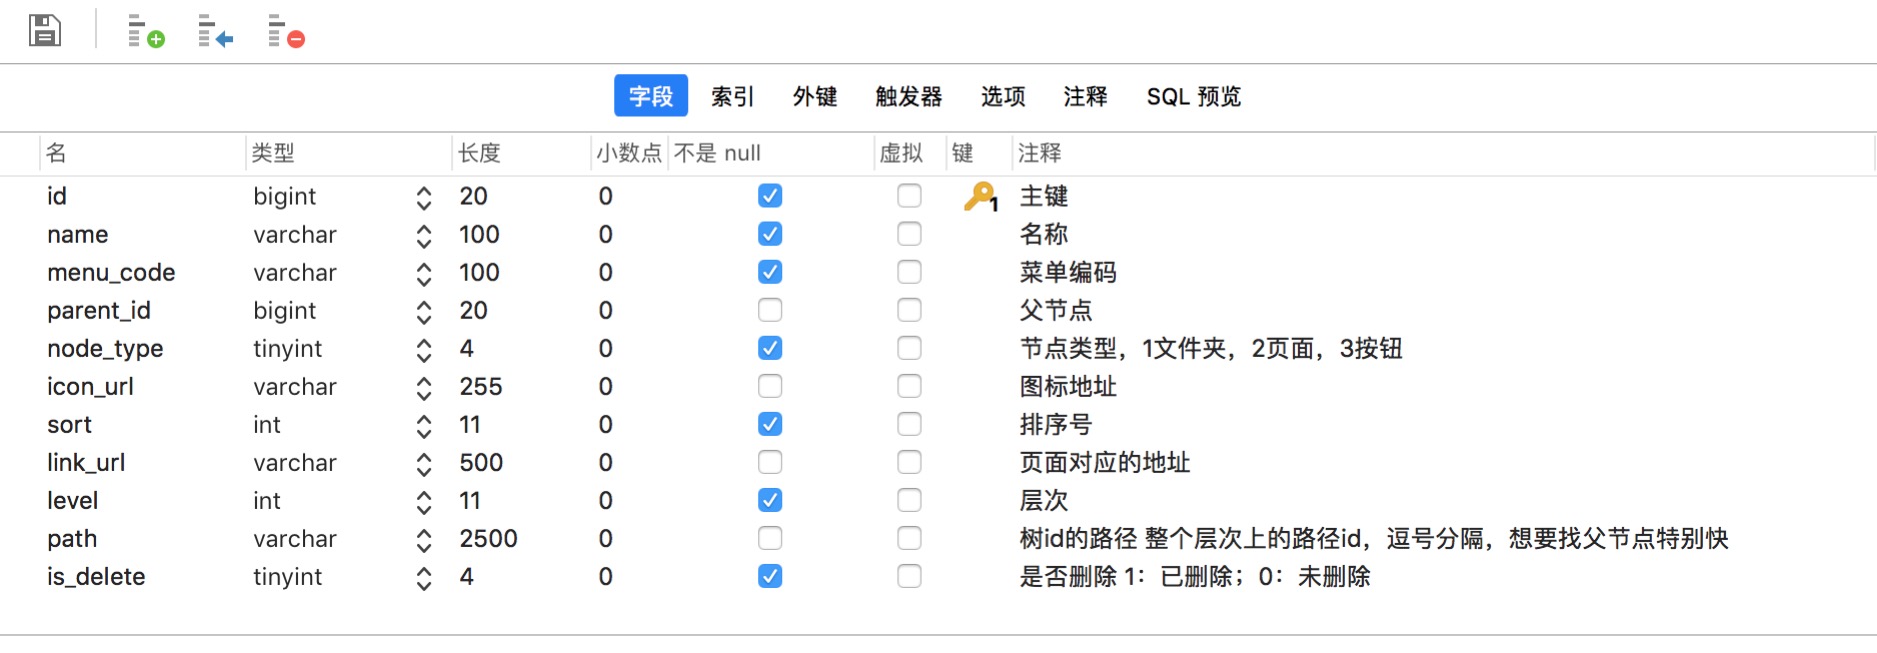 字段 索引 外键 触发器 选项 注释 SQL 预览
名 类型 长度 小数点 不是 null 虚拟 键 注释
id bigint 20 0 1 主键
name varchar 100 0 名称
menu_code varchar 100 0 菜单编码
parent_id bigint 20 0 父节点
node_type tinyint 4 0 节点类型，1文件夹，2页面，3按钮
icon_url varchar 255 0 图标地址
sort int 11 0 排序号
link_url varchar 500 0 页面对应的地址
level int 11 0 层次
path varchar 2500 0 树id的路径 整个层次上的路径id，逗号分隔，想要找父节点特别快
is_delete tinyint 4 0 是否删除 1：已删除；0：未删除